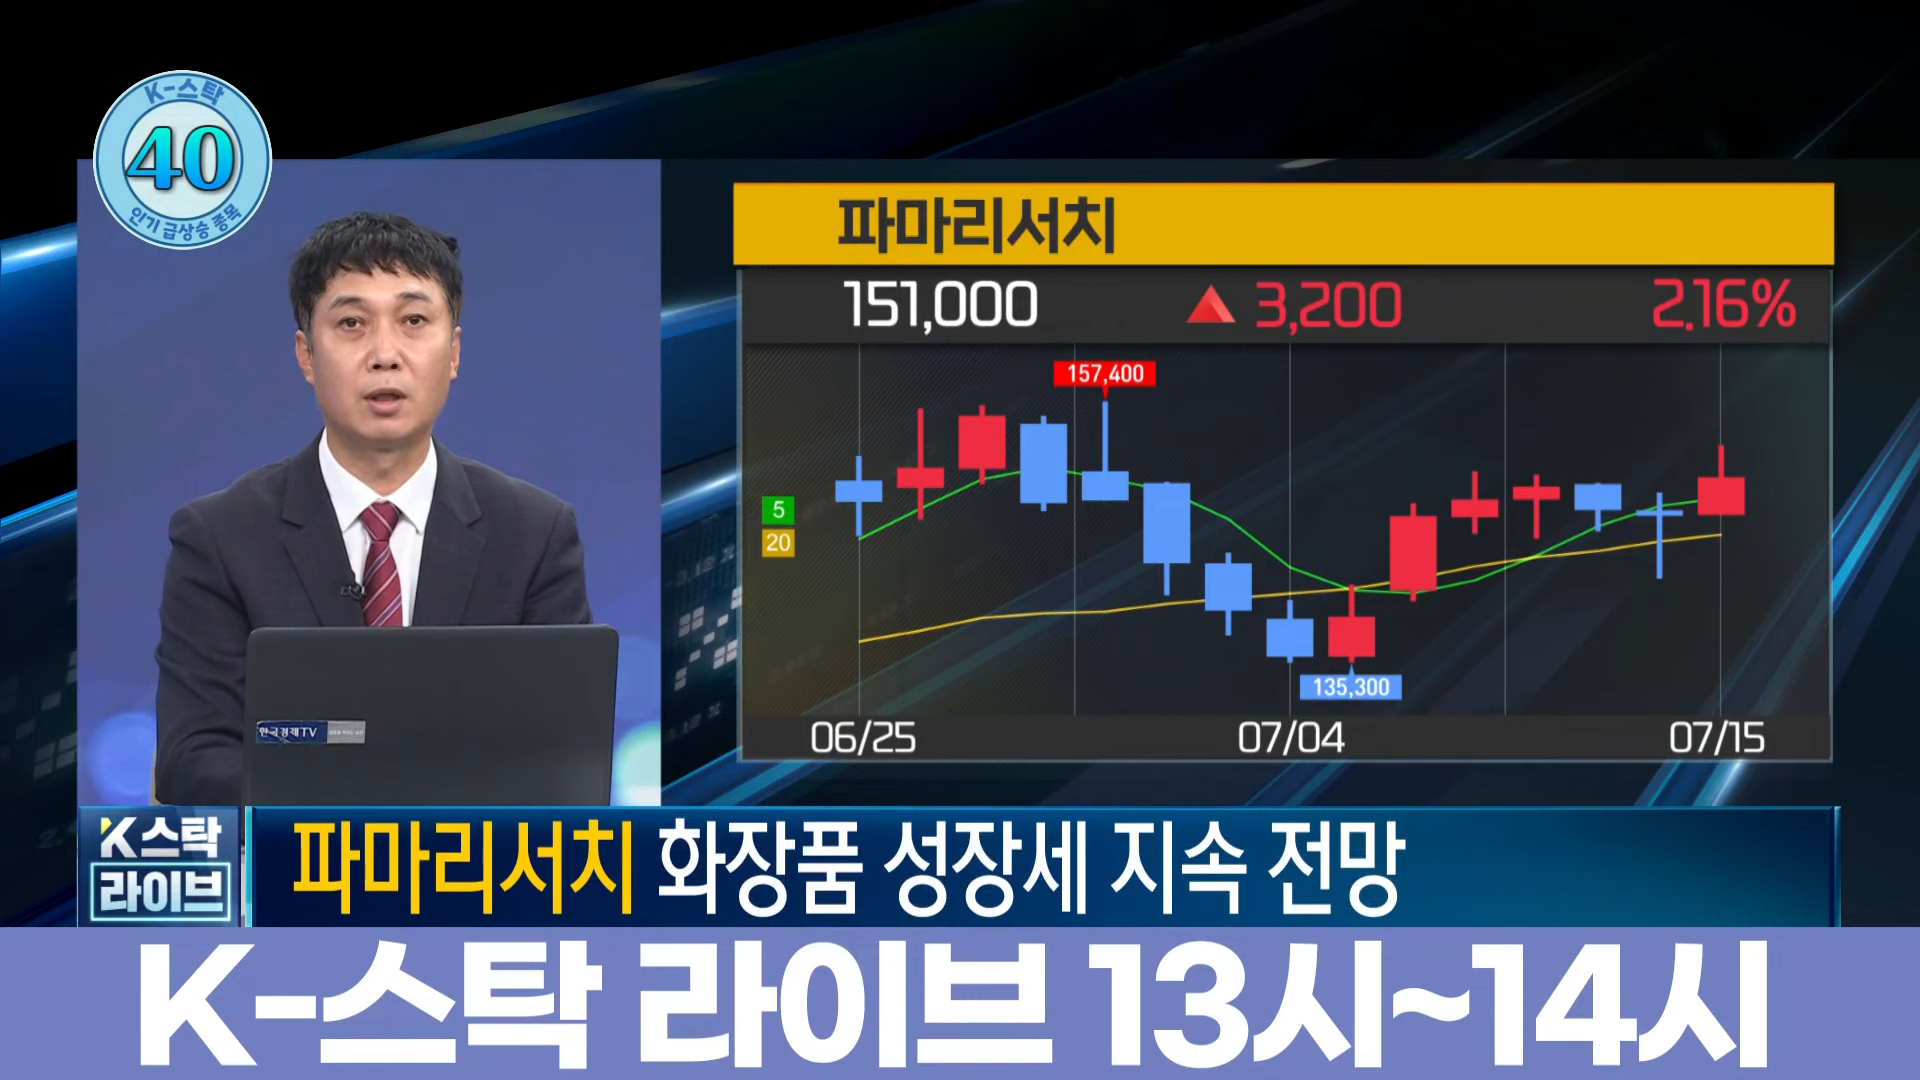 K-스탁
40
인기 급상승 종목
파마리서치
151,000 ▲ 3,200 2.16%
157,400
5
20
135,300
06/25 07/04 07/15
한국경제TV
K스탁
라이브
파마리서치 화장품 성장세 지속 전망
K-스탁 라이브 13시~14시